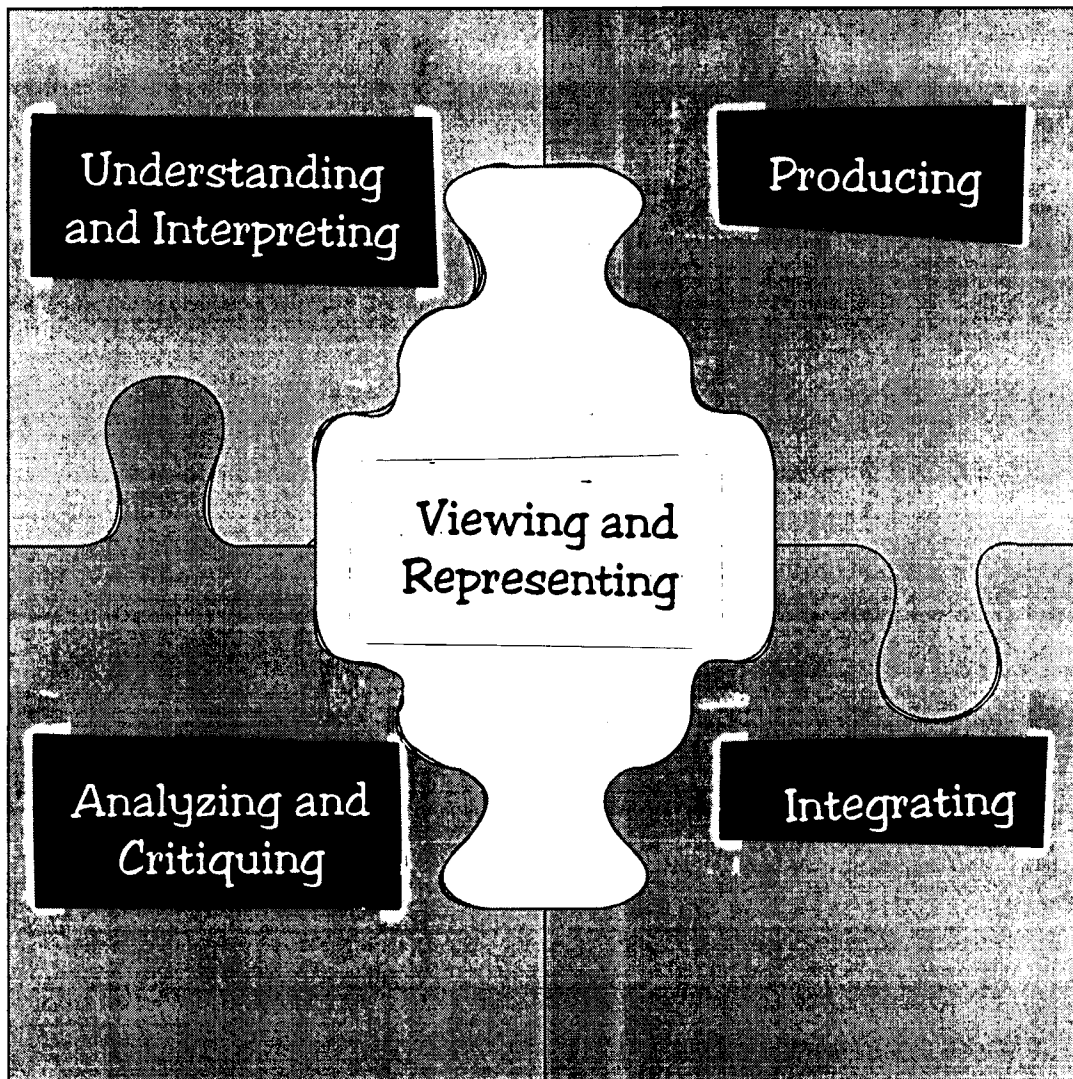 Understanding
and Interpreting
Producing
Viewing and
Representing
Analyzing and
Critiquing
Integrating